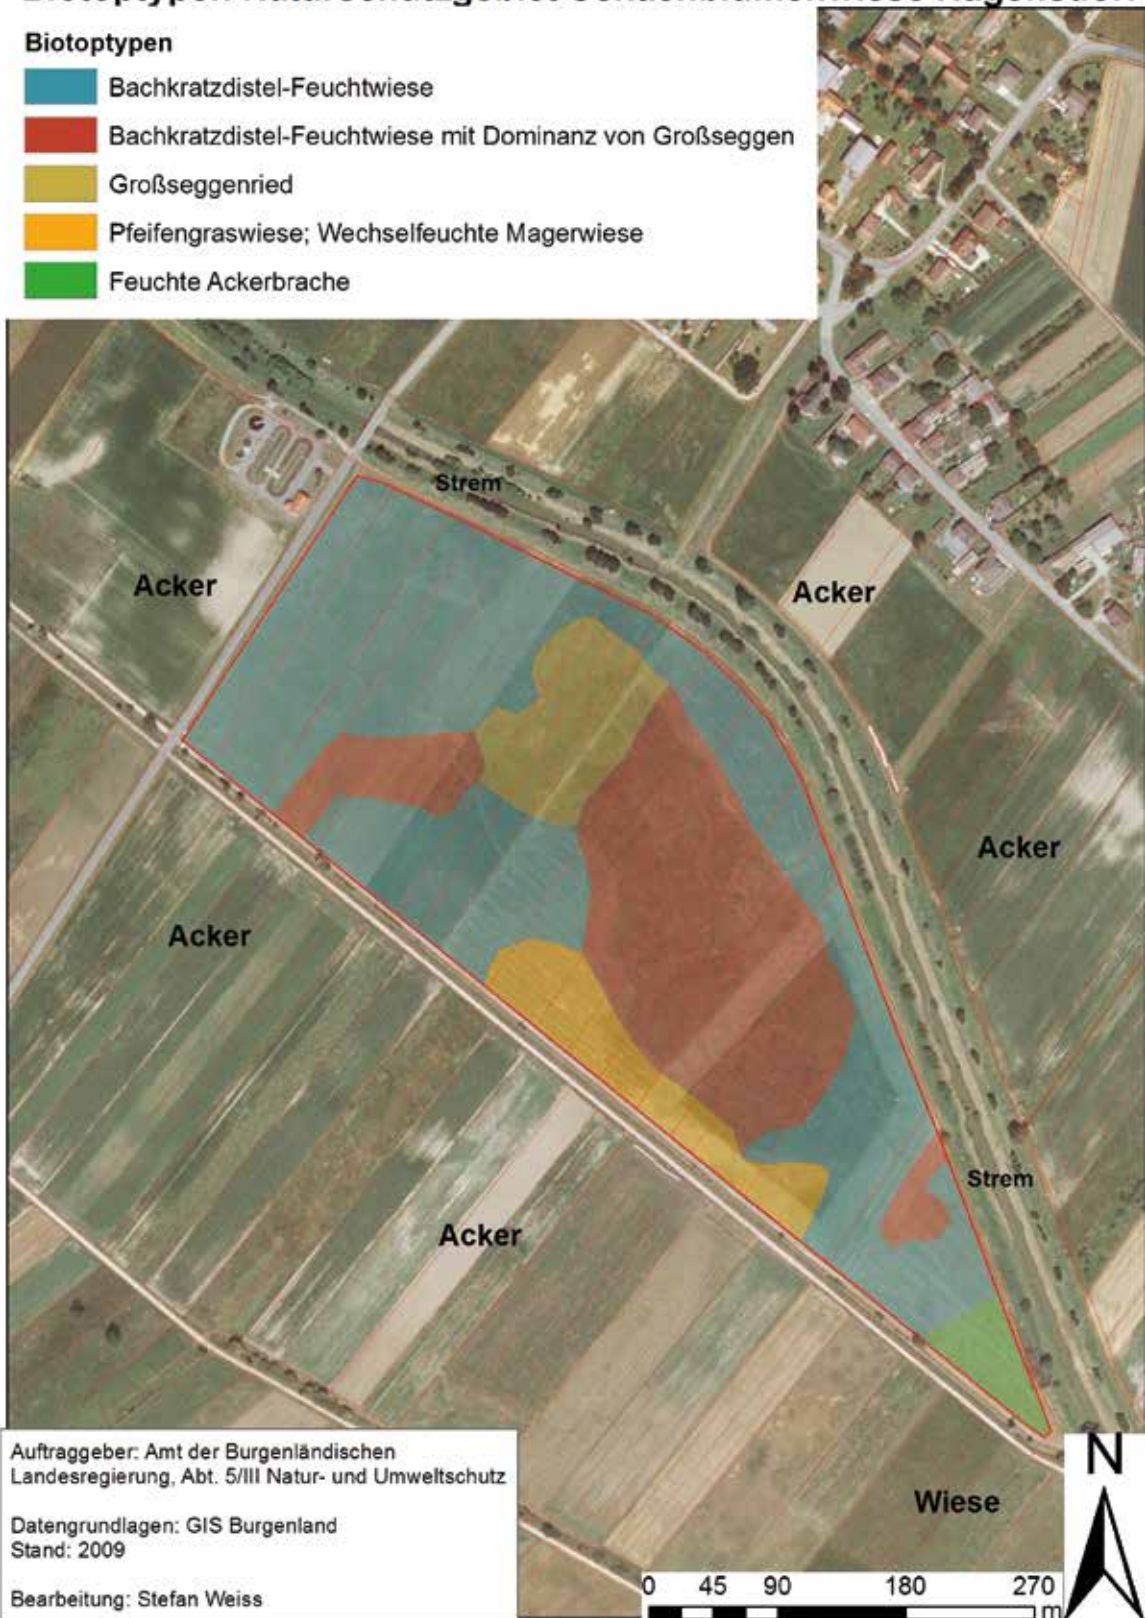 Biotoptypen
Bachkratzdistel-Feuchtwiese
Bachkratzdistel-Feuchtwiese mit Dominanz von Großseggen
Großseggenried
Pfeifengraswiese; Wechselfeuchte Magerwiese
Feuchte Ackerbrache
Strem
Acker
Acker
Acker
Acker
Strem
Acker
Wiese
Auftraggeber: Amt der Burgenländischen
Landesregierung, Abt. 5/III Natur- und Umweltschutz
Datengrundlagen: GIS Burgenland
Stand: 2009
Bearbeitung: Stefan Weiss
N
0 45 90 180 270
m